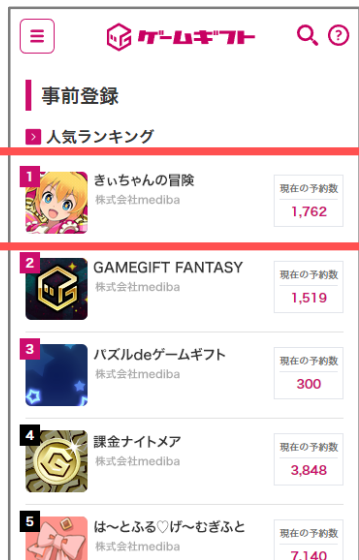 ゲームギフト
事前登録
人気ランキング
1
きぃちゃんの冒険
株式会社mediba
現在の予約数
1,762
2
GAMEGIFT FANTASY
株式会社mediba
現在の予約数
1,519
3
パズルdeゲームギフト
株式会社mediba
現在の予約数
300
4
課金ナイトメア
株式会社mediba
現在の予約数
3,848
5
は〜とふる♡げ〜むぎふと
株式会社mediba
現在の予約数
7,140